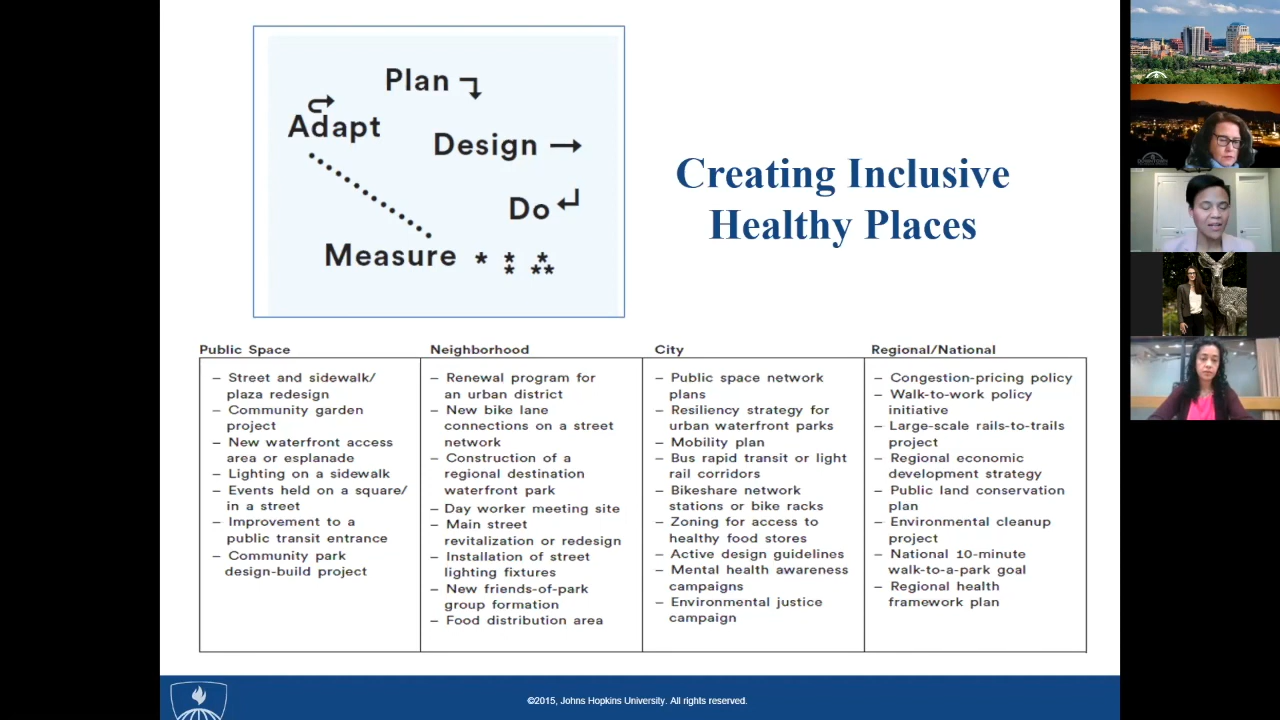 Plan
Adapt
Design
Do
Measure
Creating Inclusive
Healthy Places
Public Space
– Street and sidewalk/
plaza redesign
– Community garden
project
– New waterfront access
area or esplanade
– Lighting on a sidewalk
– Events held on a square/
in a street
– Improvement to a
public transit entrance
– Community park
design-build project
Neighborhood
– Renewal program for
an urban district
– New bike lane
connections on a street
network
– Construction of a
regional destination
waterfront park
– Day worker meeting site
– Main street
revitalization or redesign
– Installation of street
lighting fixtures
– New friends-of-park
group formation
– Food distribution area
City
– Public space network
plans
– Resiliency strategy for
urban waterfront parks
– Mobility plan
– Bus rapid transit or light
rail corridors
– Bikeshare network
stations or bike racks
– Zoning for access to
healthy food stores
– Active design guidelines
– Mental health awareness
campaigns
– Environmental justice
campaign
Regional/National
– Congestion-pricing policy
– Walk-to-work policy
initiative
– Large-scale rails-to-trails
project
– Regional economic
development strategy
– Public land conservation
plan
– Environmental cleanup
project
– National 10-minute
walk-to-a-park goal
– Regional health
framework plan
©2015, Johns Hopkins University. All rights reserved.